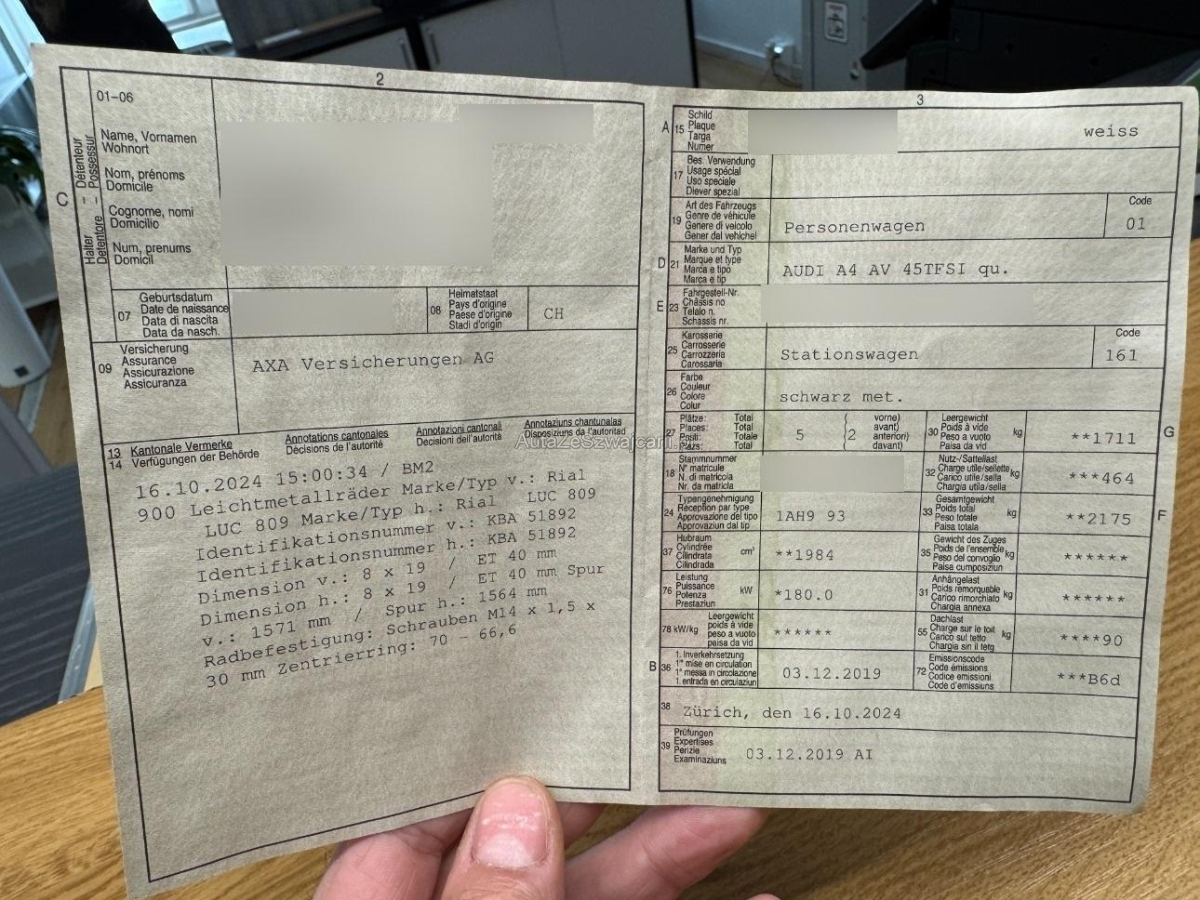 2
01-06
C
Halter – Détenteur
Detentore – Possessur
Name, Vornamen
Wohnort
Nom, prénoms
Domicile
Cognome, nomi
Domicilio
Num, prenums
Domicil
07 Geburtsdatum
Date de naissance
Data di nascita
Data da nasch.
08 Heimatstaat
Pays d'origine
Paese d'origine
Stadi d'origin
CH
09 Versicherung
Assurance
Assicurazione
Assicuranza
AXA Versicherungen AG
13 Kantonale Vermerke
14 Verfügungen der Behörde
Annotations cantonales
Décisions de l'autorité
Annotazioni cantonali
Decisioni dell'autorità
Annotaziuns chantunalas
Disposiziuns da l'autoritad
16.10.2024 15:00:34 / BM2
900 Leichtmetallräder Marke/Typ v.: Rial
LUC 809 Marke/Typ h.: Rial LUC 809
Identifikationsnummer v.: KBA 51892
Identifikationsnummer h.: KBA 51892
Dimension v.: 8 x 19 / ET 40 mm
Dimension h.: 8 x 19 / ET 40 mm Spur
v.: 1571 mm / Spur h.: 1564 mm
Radbefestigung: Schrauben M14 x 1,5 x
30 mm Zentrierring: 70 - 66,6
3
A 15 Schild
Plaque
Targa
Numer
weiss
17 Bes. Verwendung
Usage spécial
Uso speciale
Diever spezial
19 Art des Fahrzeugs
Genre de véhicule
Genere di veicolo
Gener dal vehichel
Personenwagen
Code
01
D 21 Marke und Typ
Marque et type
Marca e tipo
Marca e tip
AUDI A4 AV 45TFSI qu.
E 23 Fahrgestell-Nr.
Châssis no
Telaio n.
Schassis nr.
25 Karosserie
Carrosserie
Carrozzeria
Carossaria
Stationswagen
Code
161
26 Farbe
Couleur
Colore
Colur
schwarz met.
27 Plätze: Total
Places: Total
Posti: Totale
Plazs: Total
5
(
2
vorne)
avant)
anteriori)
davant)
30 Leergewicht
Poids à vide
Peso a vuoto
Paisa da vid
kg
**1711
G
18 Stammnummer
N° matricule
N. di matricola
Nr. da matricla
32 Nutz-/Sattellast
Charge utile/sellette
Carico utile/sella
Chargia utila/sella
kg
***464
24 Typengenehmigung
Réception par type
Approvazione del tipo
Approvaziun dal tip
1AH9 93
33 Gesamtgewicht
Poids total
Peso totale
Paisa totala
kg
**2175
F
37 Hubraum
Cylindrée
Cilindrata
Cilindrada
cm³
**1984
35 Gewicht des Zuges
Poids de l'ensemble
Peso del convoglio
Paisa cumposiziun
kg
******
76 Leistung
Puissance
Potenza
Prestaziun
kW
*180.0
31 Anhängelast
Poids remorquable
Carico rimorchiato
Chargia annexa
kg
******
78 kW/kg
Leergewicht
poids à vide
peso a vuoto
paisa da vid
******
55 Dachlast
Charge sur le toit
Carico sul tetto
Chargia sin il tetg
kg
****90
B 36 1. Inverkehrsetzung
1re mise en circulation
1a messa in circolazione
1. entrada en circulaziun
03.12.2019
72 Emissionscode
Code émissions
Codice emissioni
Code d'emissiuns
***B6d
38 Zürich, den 16.10.2024
39 Prüfungen
Expertises
Perizie
Examinaziuns
03.12.2019 AI